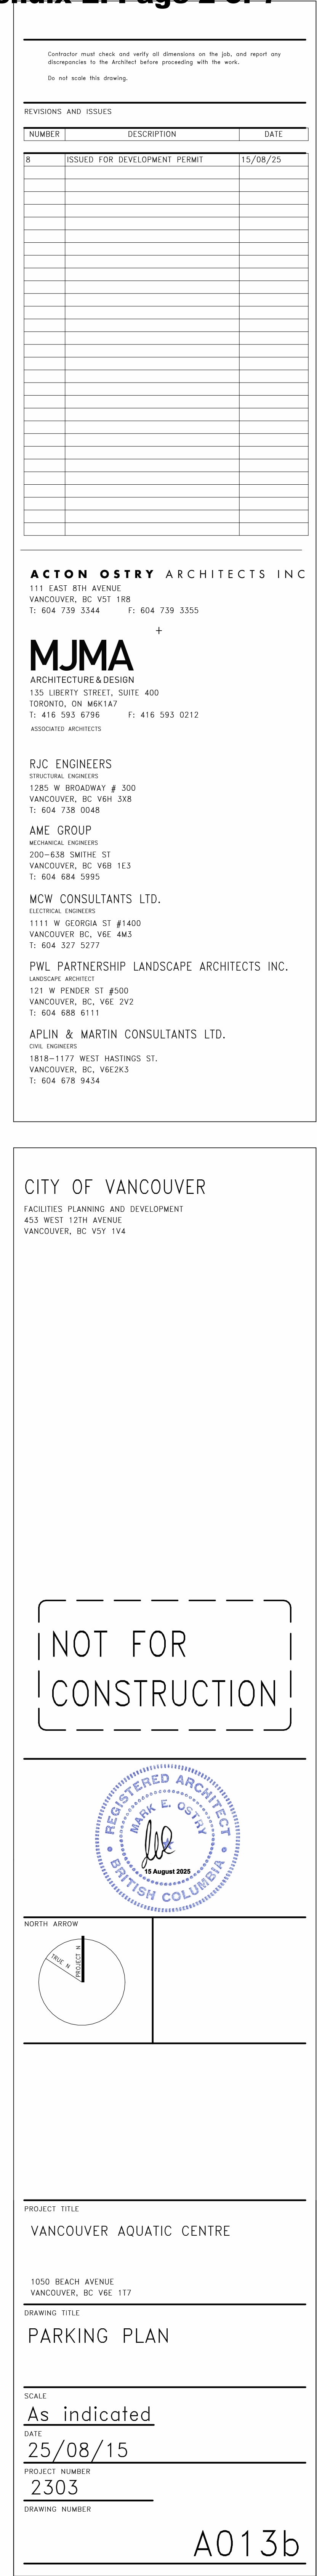 Contractor must check and verify all dimensions on the job, and report any
discrepancies to the Architect before proceeding with the work.
Do not scale this drawing.
REVISIONS AND ISSUES
NUMBER DESCRIPTION DATE
8 ISSUED FOR DEVELOPMENT PERMIT 15/08/25
ACTON OSTRY ARCHITECTS INC
111 EAST 8TH AVENUE
VANCOUVER, BC V5T 1R8
T: 604 739 3344 F: 604 739 3355
+
MJMA
ARCHITECTURE & DESIGN
135 LIBERTY STREET, SUITE 400
TORONTO, ON M6K1A7
T: 416 593 6796 F: 416 593 0212
ASSOCIATED ARCHITECTS
RJC ENGINEERS
STRUCTURAL ENGINEERS
1285 W BROADWAY # 300
VANCOUVER, BC V6H 3X8
T: 604 738 0048
AME GROUP
MECHANICAL ENGINEERS
200-638 SMITHE ST
VANCOUVER, BC V6B 1E3
T: 604 684 5995
MCW CONSULTANTS LTD.
ELECTRICAL ENGINEERS
1111 W GEORGIA ST #1400
VANCOUVER BC, V6E 4M3
T: 604 327 5277
PWL PARTNERSHIP LANDSCAPE ARCHITECTS INC.
LANDSCAPE ARCHITECT
121 W PENDER ST #500
VANCOUVER, BC, V6E 2V2
T: 604 688 6111
APLIN & MARTIN CONSULTANTS LTD.
CIVIL ENGINEERS
1818-1177 WEST HASTINGS ST.
VANCOUVER, BC, V6E2K3
T: 604 678 9434
CITY OF VANCOUVER
FACILITIES PLANNING AND DEVELOPMENT
453 WEST 12TH AVENUE
VANCOUVER, BC V5Y 1V4
NOT FOR
CONSTRUCTION
REGISTERED ARCHITECT
MARK E. OSTRY
15 August 2025
BRITISH COLUMBIA
NORTH ARROW
TRUE N
PROJECT N
PROJECT TITLE
VANCOUVER AQUATIC CENTRE
1050 BEACH AVENUE
VANCOUVER, BC V6E 1T7
DRAWING TITLE
PARKING PLAN
SCALE
As indicated
DATE
25/08/15
PROJECT NUMBER
2303
DRAWING NUMBER
A013b